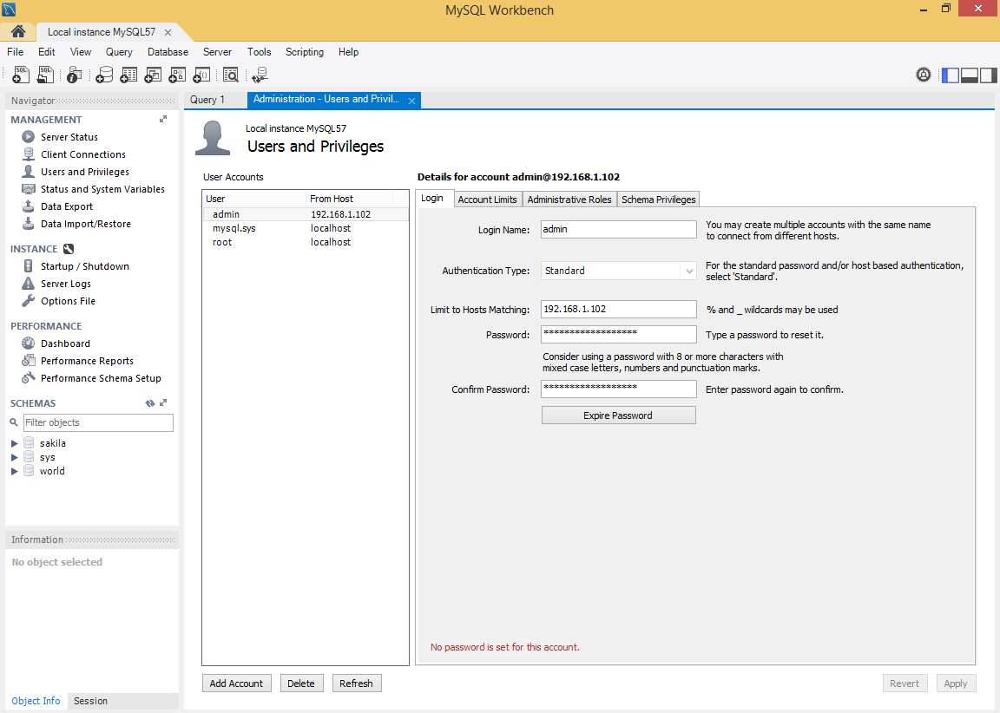 MySQL Workbench
Local instance MySQL57
File Edit View Query Database Server Tools Scripting Help
Navigator
MANAGEMENT
Server Status
Client Connections
Users and Privileges
Status and System Variables
Data Export
Data Import/Restore
INSTANCE
Startup / Shutdown
Server Logs
Options File
PERFORMANCE
Dashboard
Performance Reports
Performance Schema Setup
SCHEMAS
Filter objects
sakila
sys
world
Information
No object selected
Object Info Session
Query 1 Administration - Users and Privil...
Local instance MySQL57
Users and Privileges
User Accounts
User From Host
admin 192.168.1.102
mysql.sys localhost
root localhost
Add Account Delete Refresh
Details for account admin@192.168.1.102
Login Account Limits Administrative Roles Schema Privileges
Login Name: admin You may create multiple accounts with the same name
to connect from different hosts.
Authentication Type: Standard For the standard password and/or host based authentication,
select 'Standard'.
Limit to Hosts Matching: 192.168.1.102 % and _ wildcards may be used
Password: ****************** Type a password to reset it.
Consider using a password with 8 or more characters with
mixed case letters, numbers and punctuation marks.
Confirm Password: ****************** Enter password again to confirm.
Expire Password
No password is set for this account.
Revert Apply